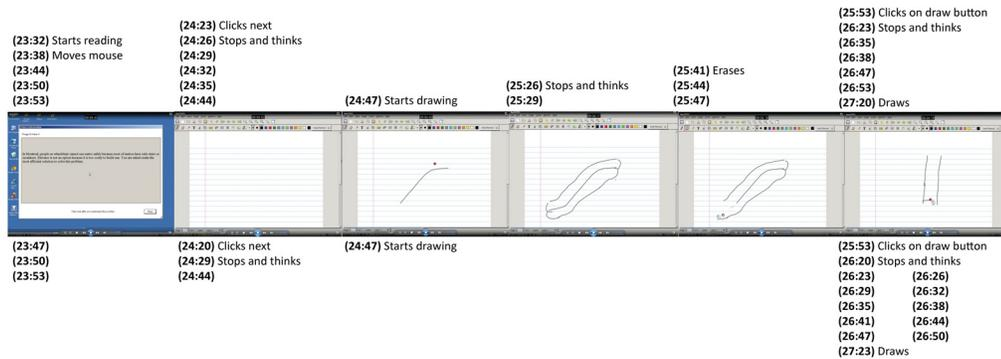 (23:32) Starts reading
(23:38) Moves mouse
(23:44)
(23:50)
(23:53)
(24:23) Clicks next
(24:26) Stops and thinks
(24:29)
(24:32)
(24:35)
(24:44)
(24:47) Starts drawing
(25:26) Stops and thinks
(25:29)
(25:41) Erases
(25:44)
(25:47)
(25:53) Clicks on draw button
(26:23) Stops and thinks
(26:35)
(26:38)
(26:47)
(26:53)
(27:20) Draws
(23:47)
(23:50)
(23:53)
(24:20) Clicks next
(24:29) Stops and thinks
(24:44)
(24:47) Starts drawing
(25:53) Clicks on draw button
(26:20) Stops and thinks
(26:23) (26:26)
(26:29) (26:32)
(26:35) (26:38)
(26:41) (26:44)
(26:47) (26:50)
(27:23) Draws